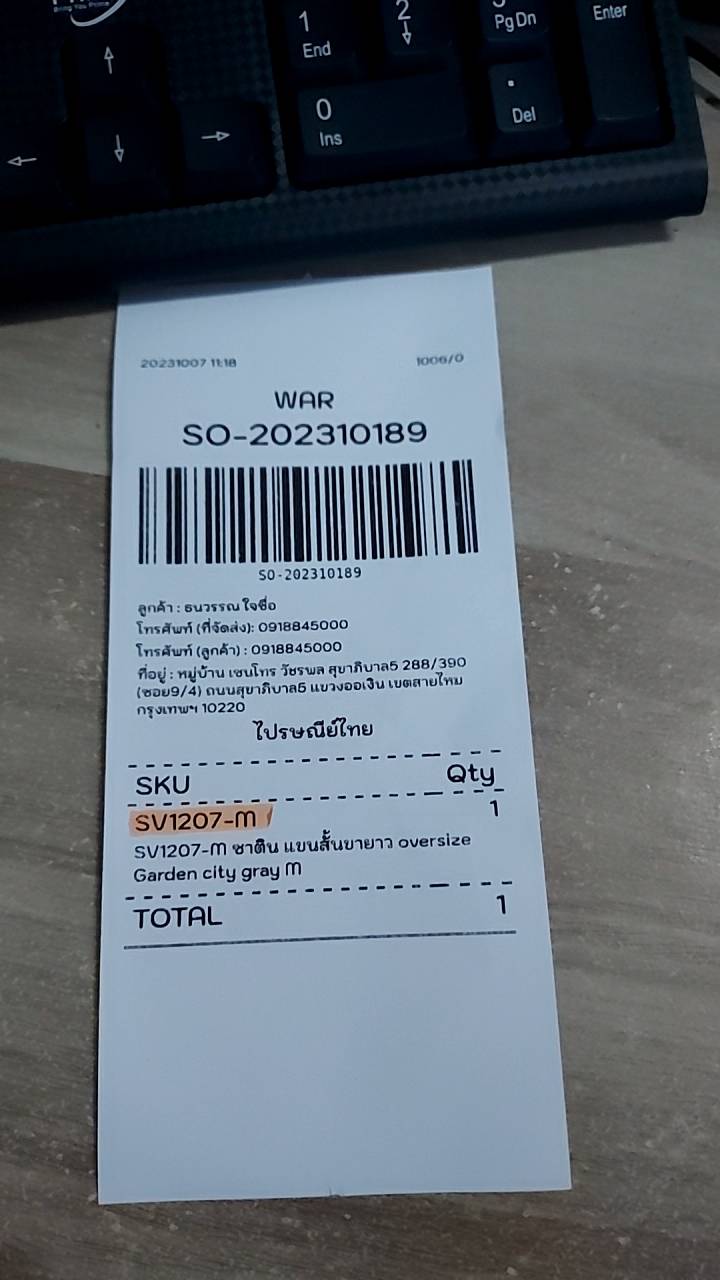 1
End
2
PgDn
Enter
0
Ins
.
Del
20231007 11:18
1006/0
WAR
SO-202310189
SO-202310189
ลูกค้า : ธนวรรณ ใจซื่อ
โทรศัพท์ (ที่จัดส่ง): 0918845000
โทรศัพท์ (ลูกค้า) : 0918845000
ที่อยู่ : หมู่บ้าน เซนโทร วัชรพล สุขาภิบาล5 288/390
(ซอย9/4) ถนนสุขาภิบาล5 แขวงออเงิน เขตสายไหม
กรุงเทพฯ 10220
ไปรษณีย์ไทย
SKU Qty
SV1207-M 1
SV1207-M ซาติน แขนสั้นขายาว oversize
Garden city gray M
TOTAL 1